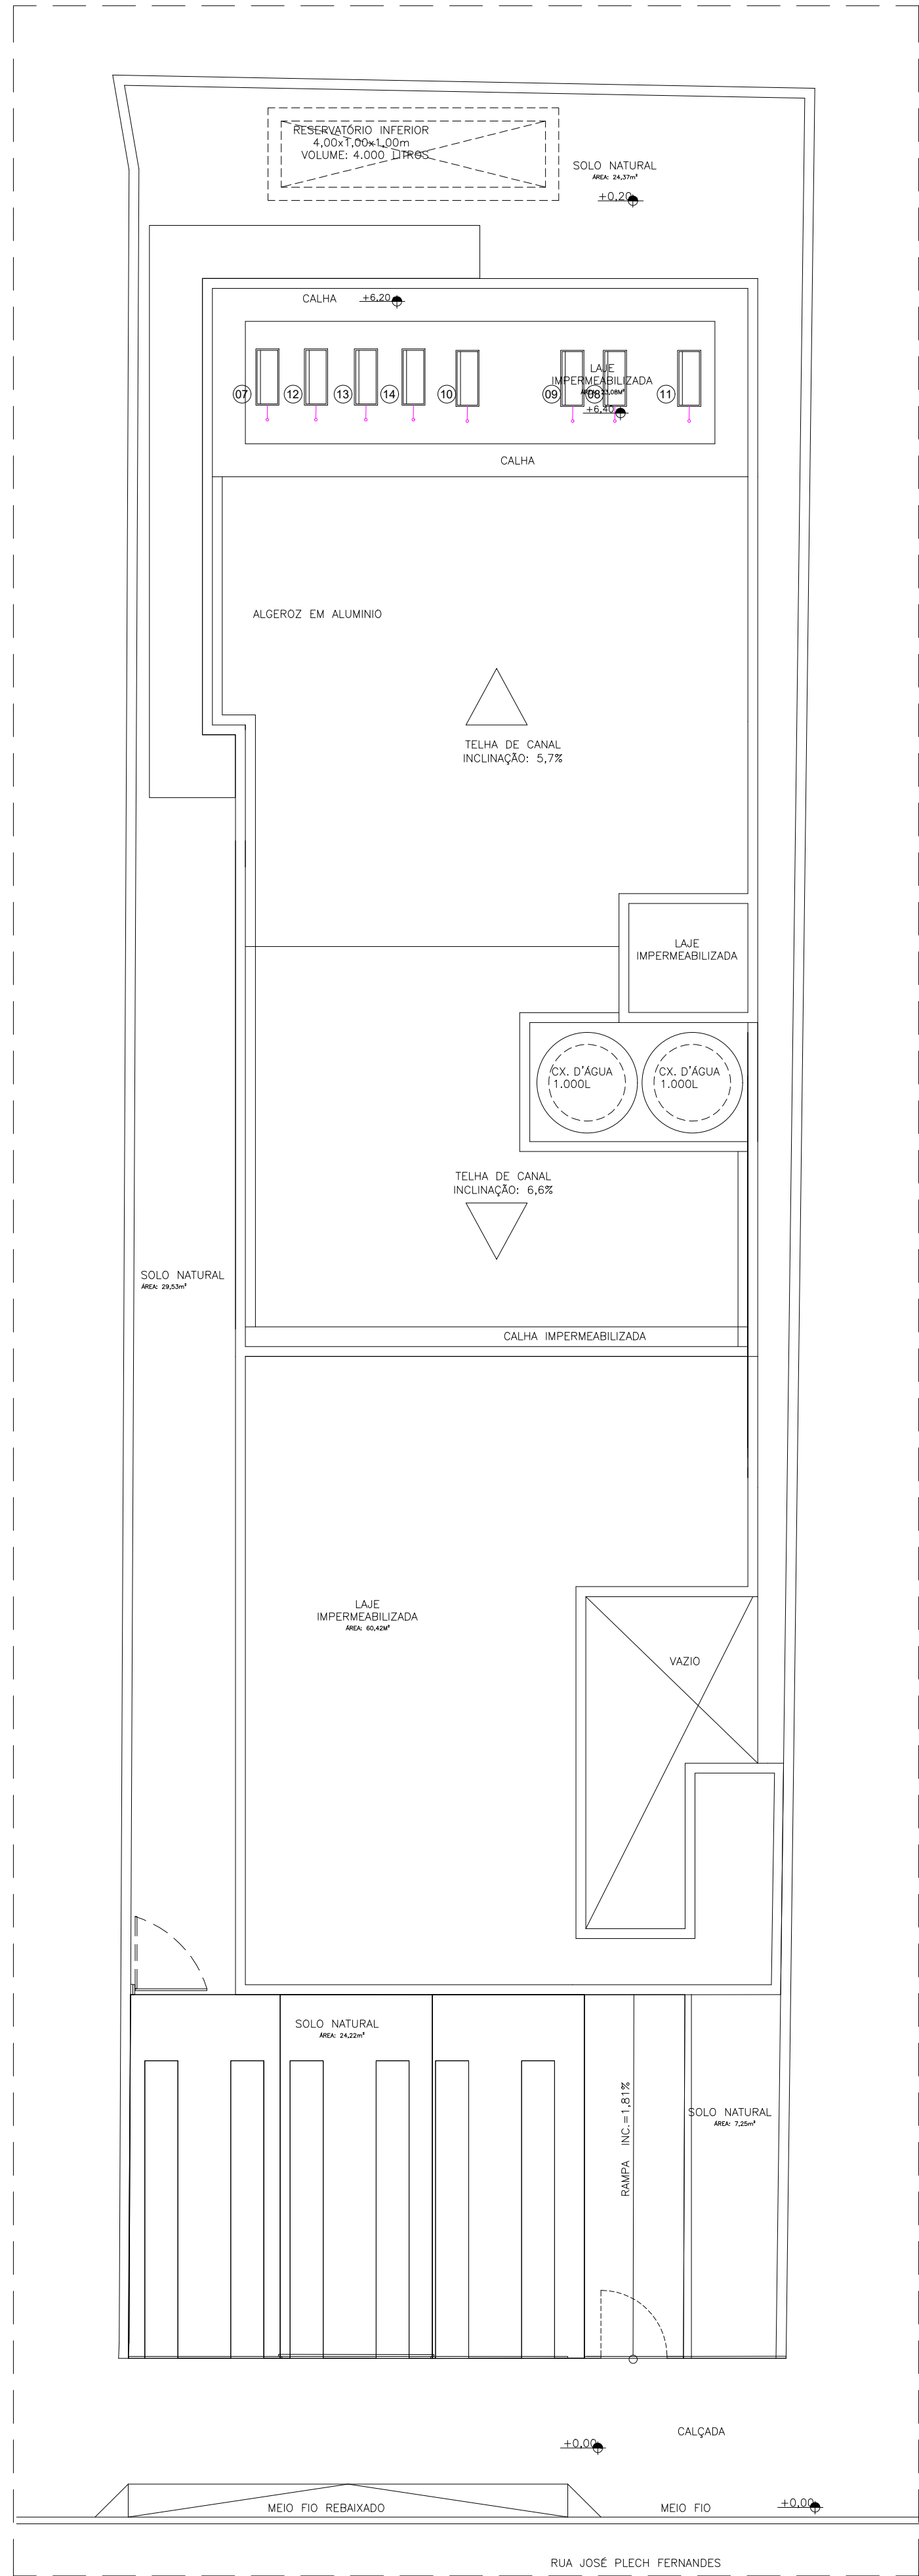 RESERVATÓRIO INFERIOR
4,00x1,00x1,00m
VOLUME: 4.000 LITROS
SOLO NATURAL
ÁREA: 24,37m²
+0,20
CALHA
+6,20
07
12
13
14
10
09
08
11
LAJE
IMPERMEABILIZADA
+6,40
CALHA
ALGEROZ EM ALUMINIO
TELHA DE CANAL
INCLINAÇÃO: 5,7%
LAJE
IMPERMEABILIZADA
CX. D'ÁGUA
1.000L
CX. D'ÁGUA
1.000L
TELHA DE CANAL
INCLINAÇÃO: 6,6%
SOLO NATURAL
ÁREA: 29,53m²
CALHA IMPERMEABILIZADA
LAJE
IMPERMEABILIZADA
ÁREA: 60,42M²
VAZIO
SOLO NATURAL
ÁREA: 24,22m²
RAMPA INC.=1,81%
SOLO NATURAL
ÁREA: 7,25m²
CALÇADA
+0,00
MEIO FIO REBAIXADO
MEIO FIO
+0,00
RUA JOSÉ PLECH FERNANDES